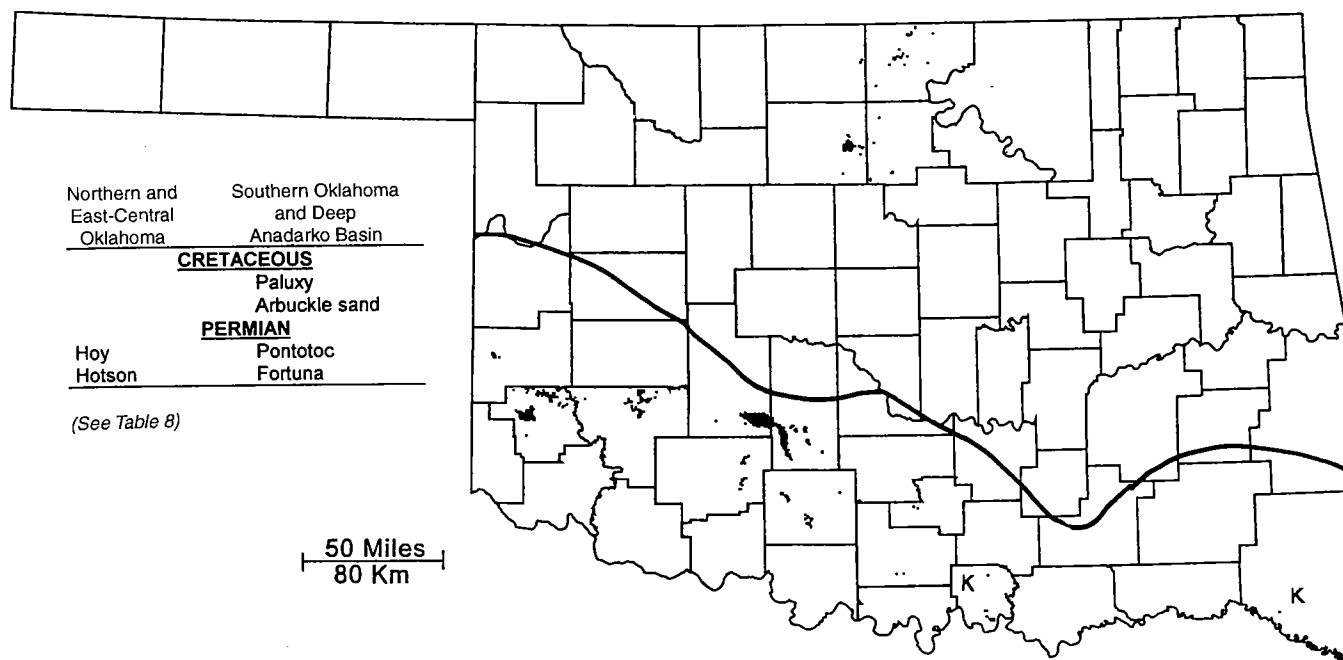 Northern and East-Central Oklahoma
Southern Oklahoma and Deep Anadarko Basin
CRETACEOUS
Paluxy
Arbuckle sand
PERMIAN
Hoy Pontotoc
Hotson Fortuna
(See Table 8)
50 Miles
80 Km
K
K